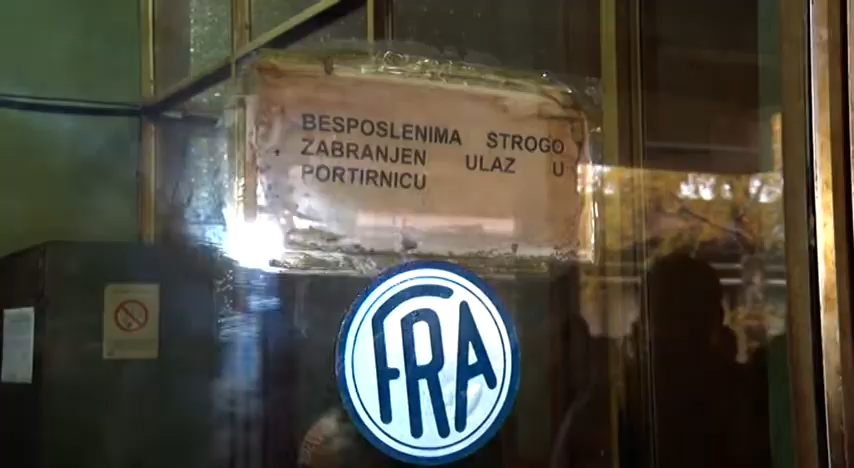 BESPOSLENIMA STROGO
ZABRANJEN ULAZ U
PORTIRNICU
FRA